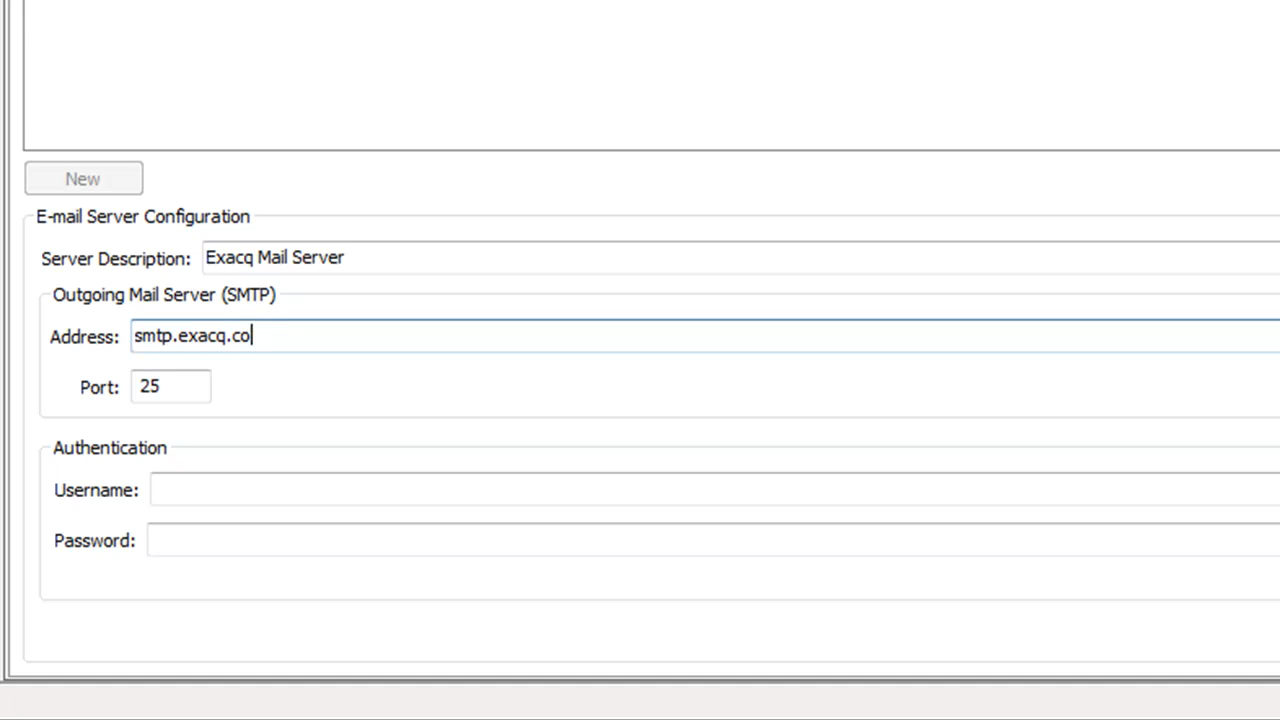 New
E-mail Server Configuration
Server Description: Exacq Mail Server
Outgoing Mail Server (SMTP)
Address: smtp.exacq.co
Port: 25
Authentication
Username:
Password: